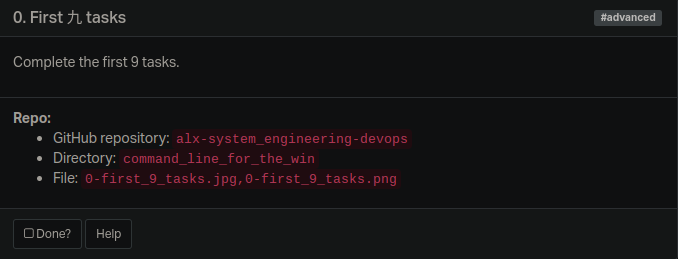 0. First 九 tasks
#advanced
Complete the first 9 tasks.
Repo:
GitHub repository: alx-system_engineering-devops
Directory: command_line_for_the_win
File: 0-first_9_tasks.jpg,0-first_9_tasks.png
Done?
Help